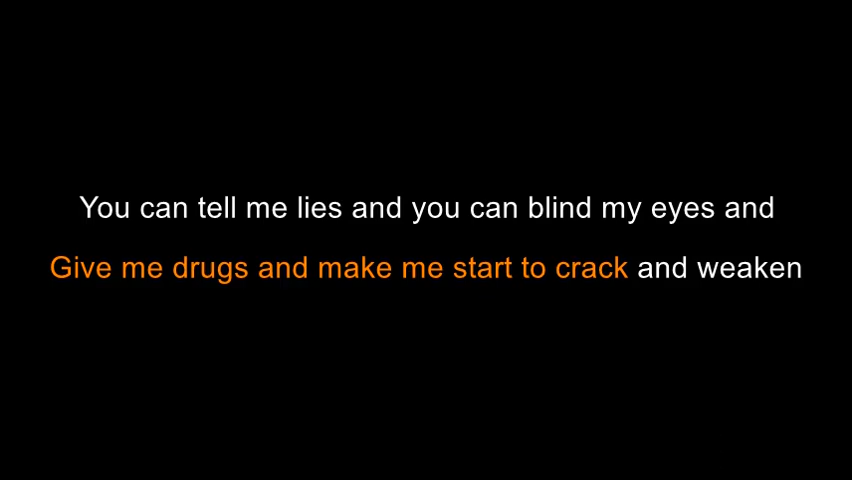 You can tell me lies and you can blind my eyes and
Give me drugs and make me start to crack and weaken